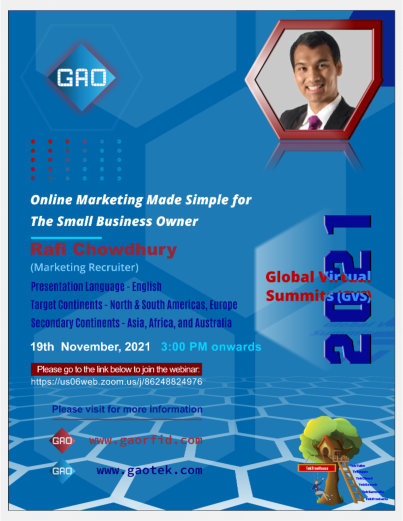 GAO
Online Marketing Made Simple for
The Small Business Owner
Rafi Chowdhury
(Marketing Recruiter)
Presentation Language - English
Target Continents - North & South Americas, Europe
Secondary Continents - Asia, Africa, and Australia
19th November, 2021 3:00 PM onwards
Please go to the link below to join the webinar:
https://us06web.zoom.us/j/86248824976
Global Virtual
Summits (GVS)
2021
Please visit for more information
GAO www.gaorfid.com
GAO www.gaotek.com